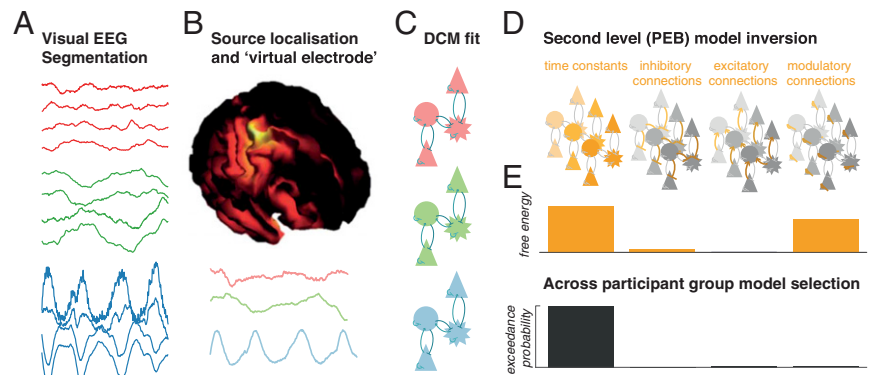 A
Visual EEG
Segmentation
B
Source localisation
and ‘virtual electrode’
C
DCM fit
D
Second level (PEB) model inversion
time constants
inhibitory
connections
excitatory
connections
modulatory
connections
E
free energy
Across participant group model selection
exceedance
probability